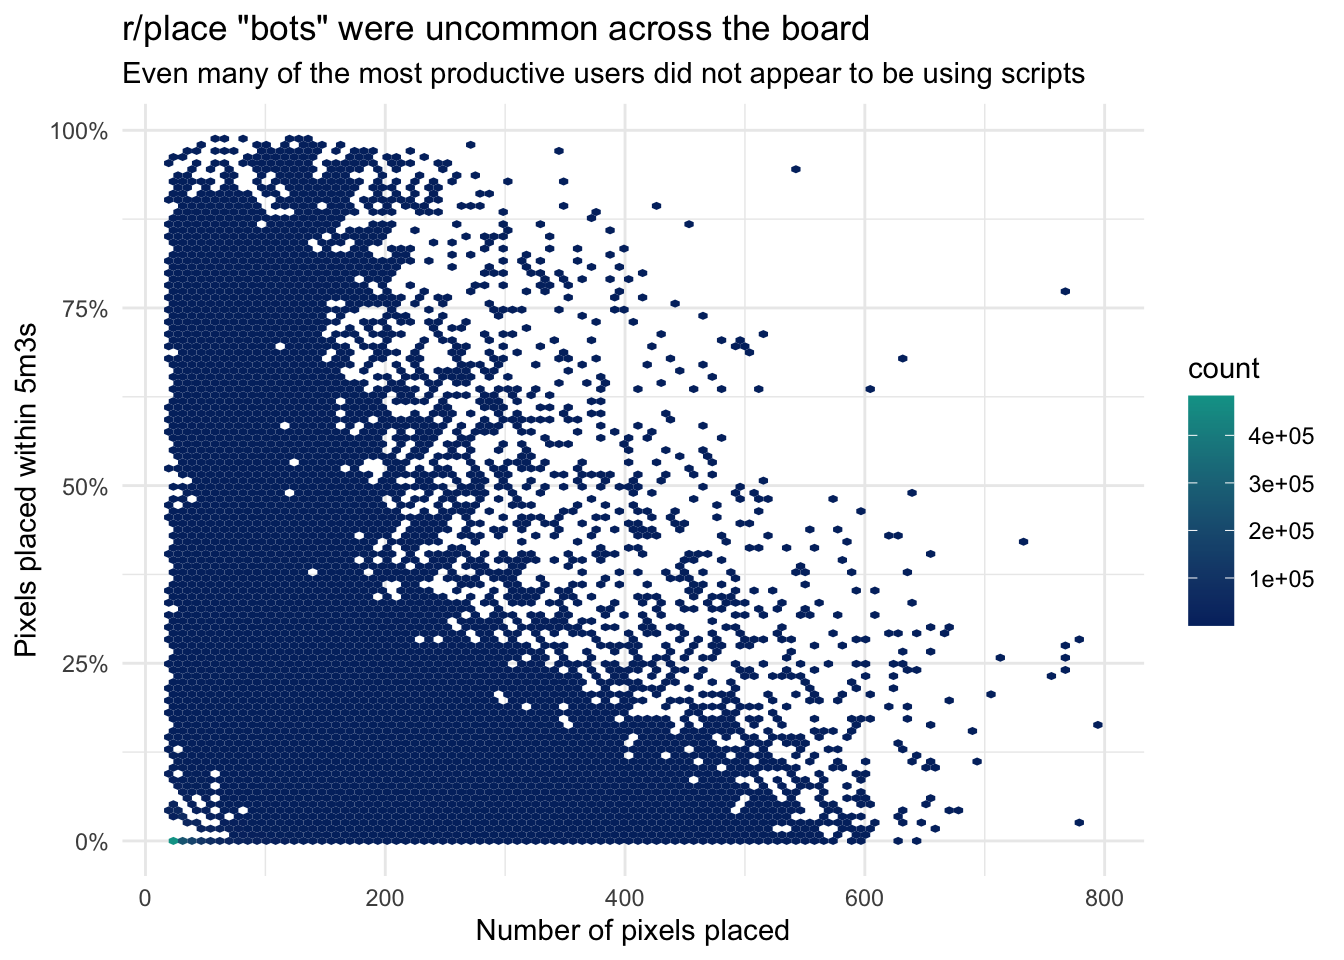 r/place "bots" were uncommon across the board
Even many of the most productive users did not appear to be using scripts
100%
75%
50%
25%
0%
Pixels placed within 5m3s
0
200
400
600
800
Number of pixels placed
count
4e+05
3e+05
2e+05
1e+05